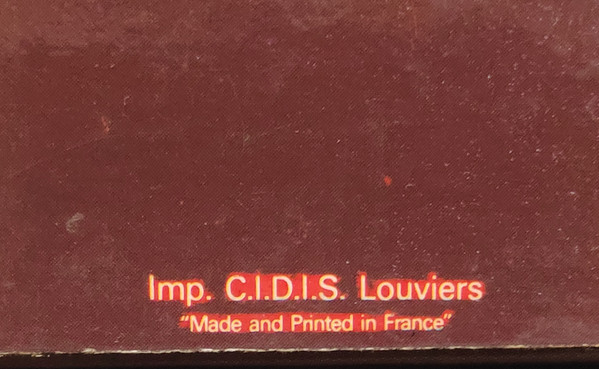 Imp. C.I.D.I.S. Louviers
“Made and Printed in France”